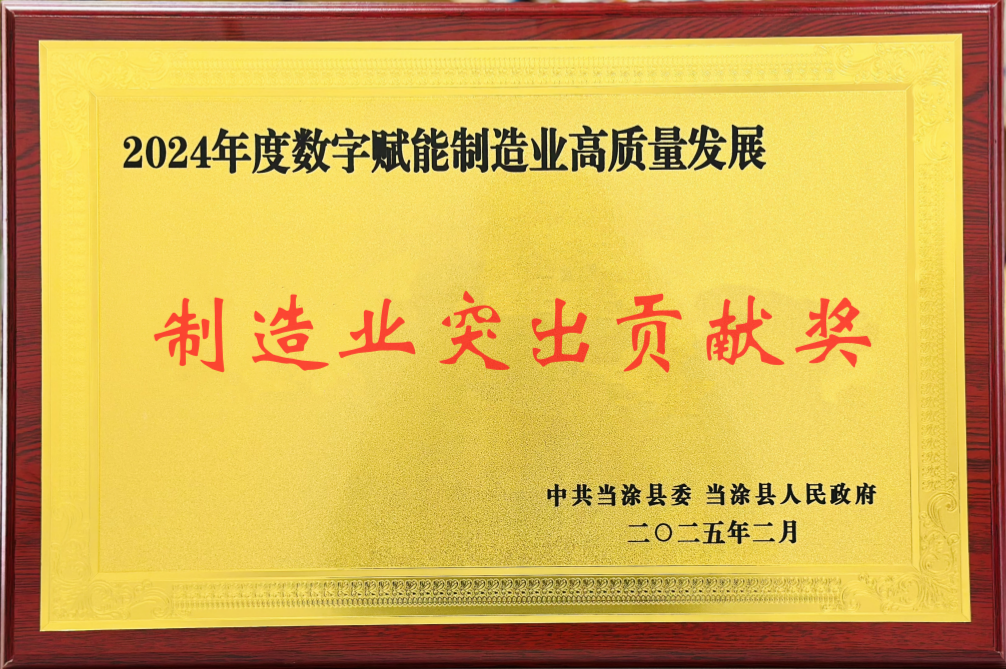 2024年度数字赋能制造业高质量发展
制造业突出贡献奖
中共当涂县委 当涂县人民政府
二〇二五年二月